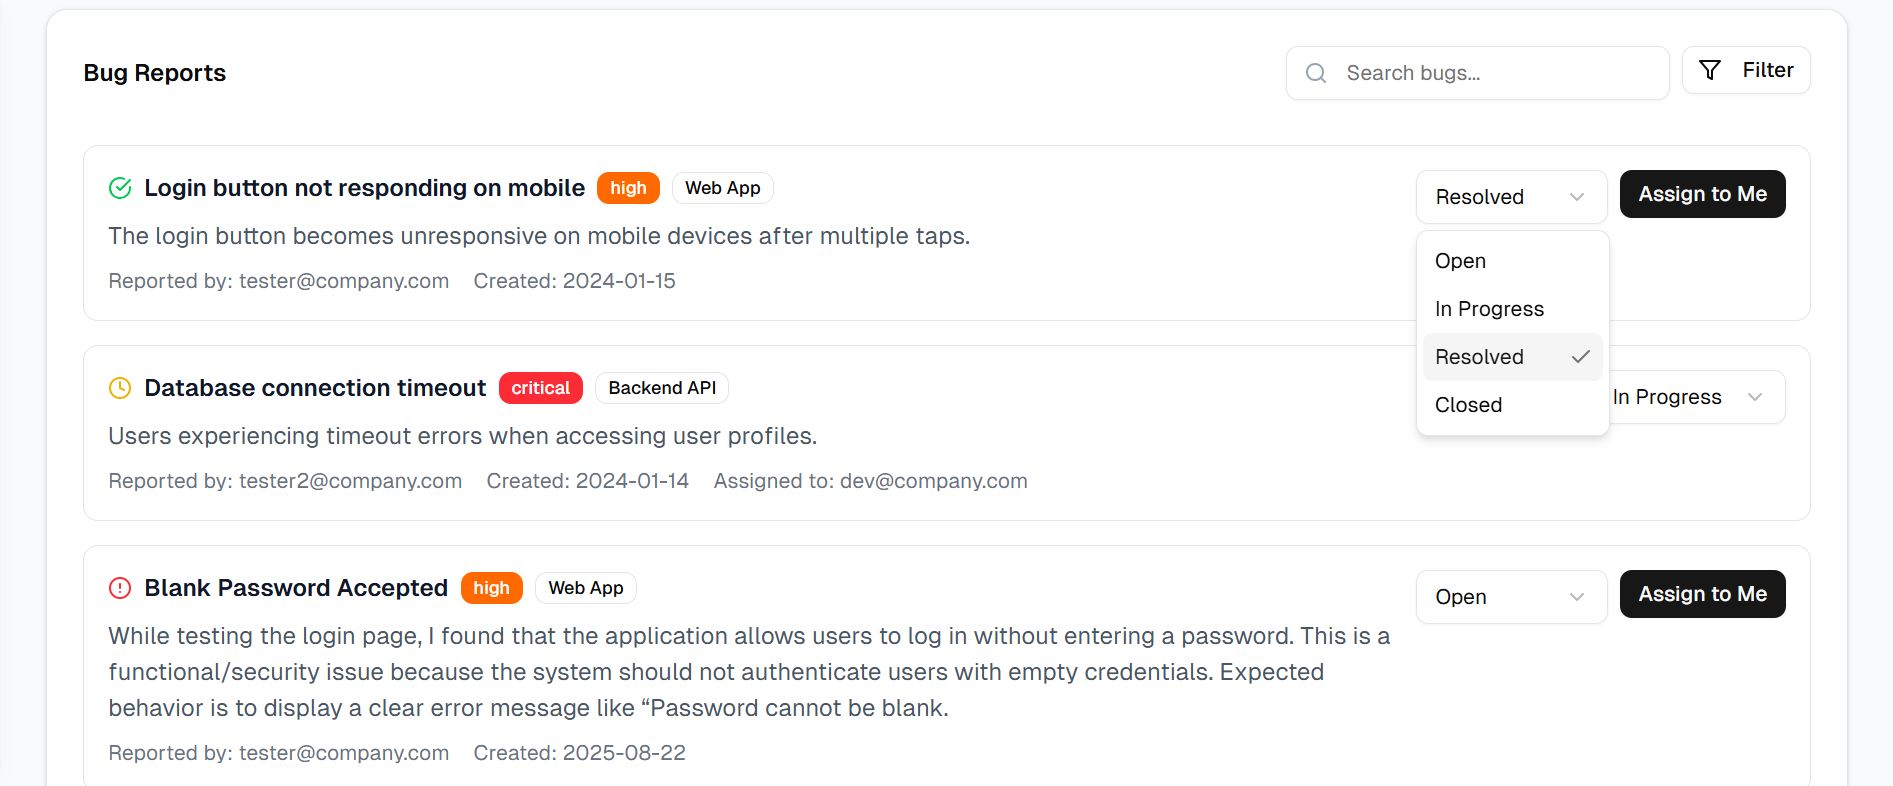 Bug Reports
Search bugs...
Filter
Login button not responding on mobile high Web App
Resolved
Assign to Me
The login button becomes unresponsive on mobile devices after multiple taps.
Reported by: tester@company.com Created: 2024-01-15
Open
In Progress
Resolved
Closed
Database connection timeout critical Backend API
In Progress
Users experiencing timeout errors when accessing user profiles.
Reported by: tester2@company.com Created: 2024-01-14 Assigned to: dev@company.com
Blank Password Accepted high Web App
Open
Assign to Me
While testing the login page, I found that the application allows users to log in without entering a password. This is a
functional/security issue because the system should not authenticate users with empty credentials. Expected
behavior is to display a clear error message like “Password cannot be blank.
Reported by: tester@company.com Created: 2025-08-22